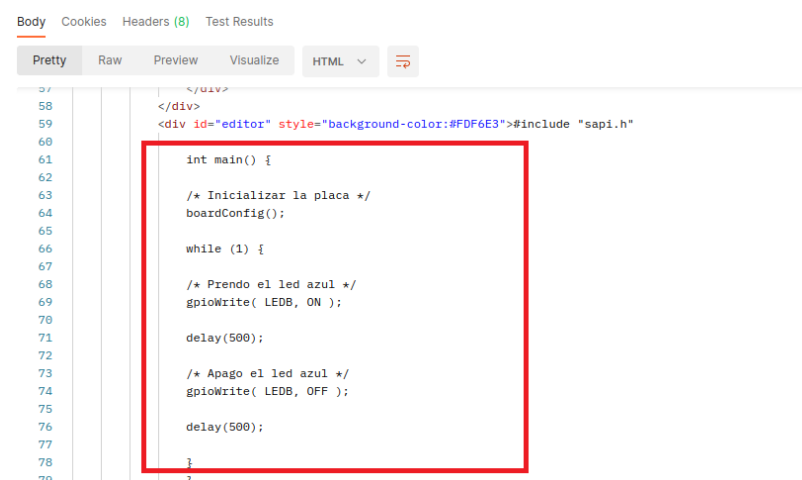 Body Cookies Headers (8) Test Results
Pretty Raw Preview Visualize HTML
57 </div>
58 </div>
59 <div id="editor" style="background-color:#FDF6E3">#include "sapi.h"
60
61 int main() {
62
63 /* Inicializar la placa */
64 boardConfig();
65
66 while (1) {
67
68 /* Prendo el led azul */
69 gpioWrite( LEDB, ON );
70
71 delay(500);
72
73 /* Apago el led azul */
74 gpioWrite( LEDB, OFF );
75
76 delay(500);
77
78 }
79 }